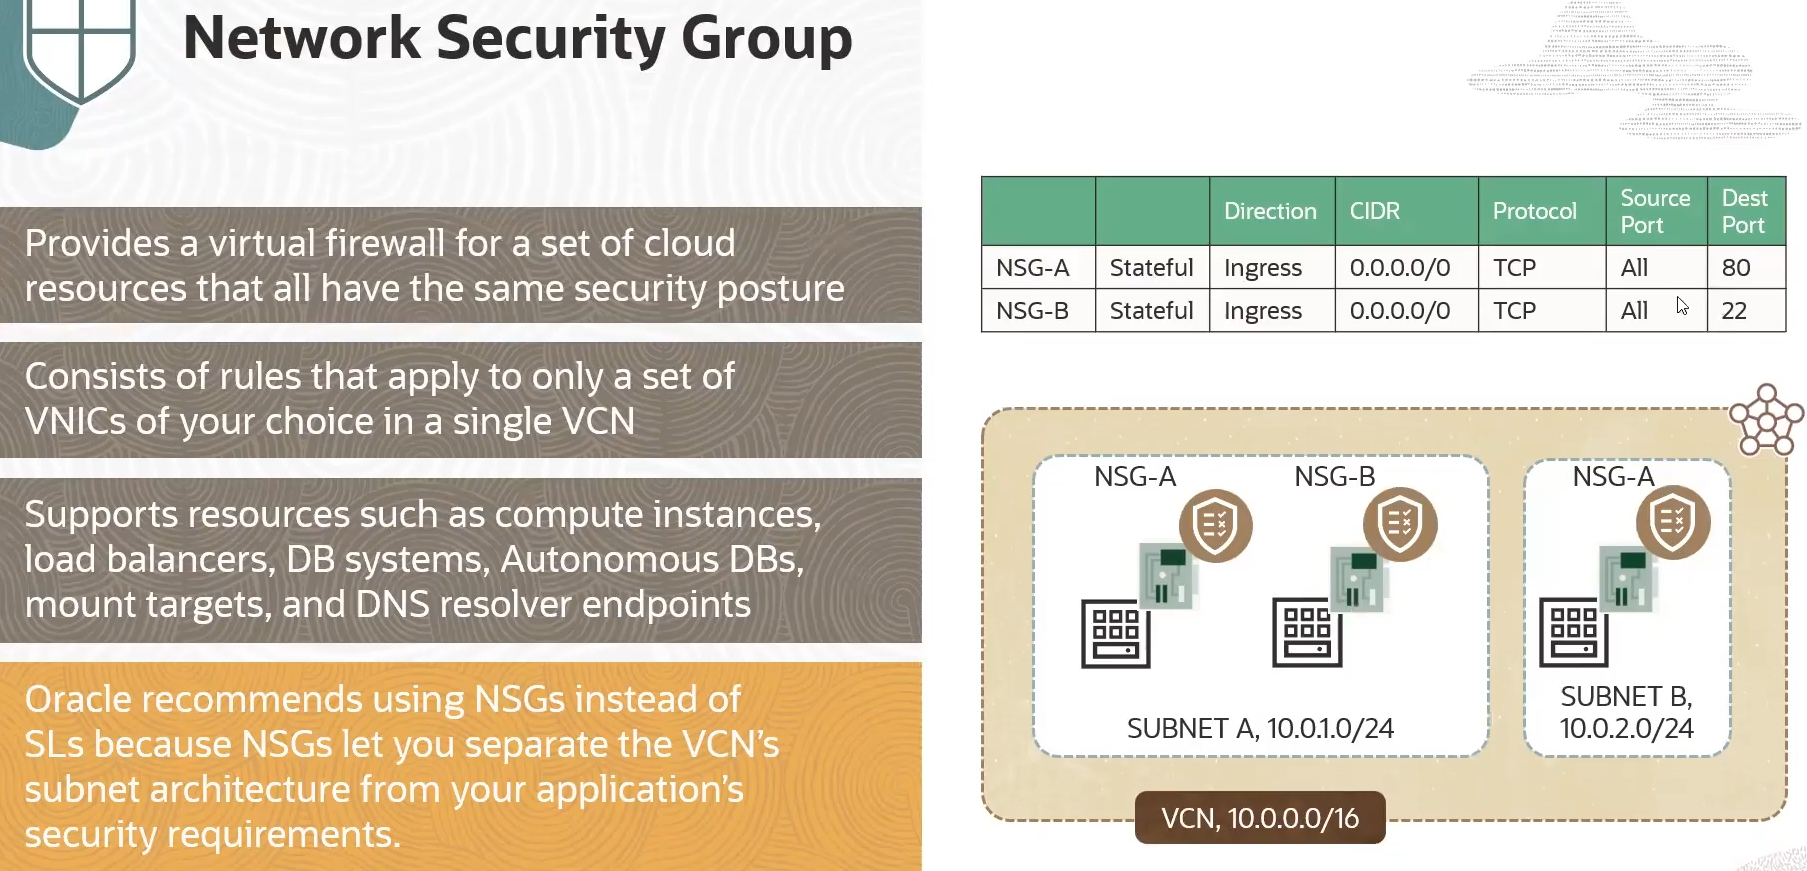 Network Security Group
Provides a virtual firewall for a set of cloud
resources that all have the same security posture
Consists of rules that apply to only a set of
VNICs of your choice in a single VCN
Supports resources such as compute instances,
load balancers, DB systems, Autonomous DBs,
mount targets, and DNS resolver endpoints
Oracle recommends using NSGs instead of
SLs because NSGs let you separate the VCN’s
subnet architecture from your application’s
security requirements.
Direction CIDR Protocol Source Port Dest Port
NSG-A Stateful Ingress 0.0.0.0/0 TCP All 80
NSG-B Stateful Ingress 0.0.0.0/0 TCP All 22
NSG-A NSG-B NSG-A
SUBNET A, 10.0.1.0/24
SUBNET B,
10.0.2.0/24
VCN, 10.0.0.0/16